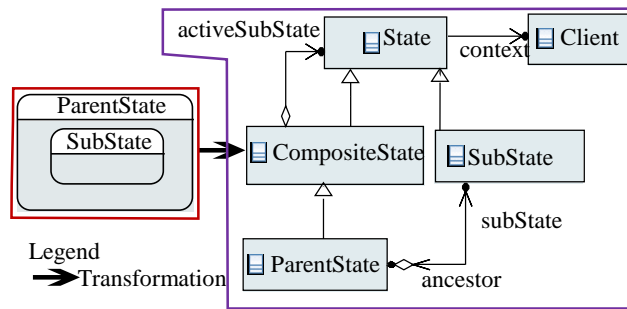 activeSubState
State
context
Client
ParentState
SubState
CompositeState
SubState
subState
Legend
Transformation
ParentState
ancestor